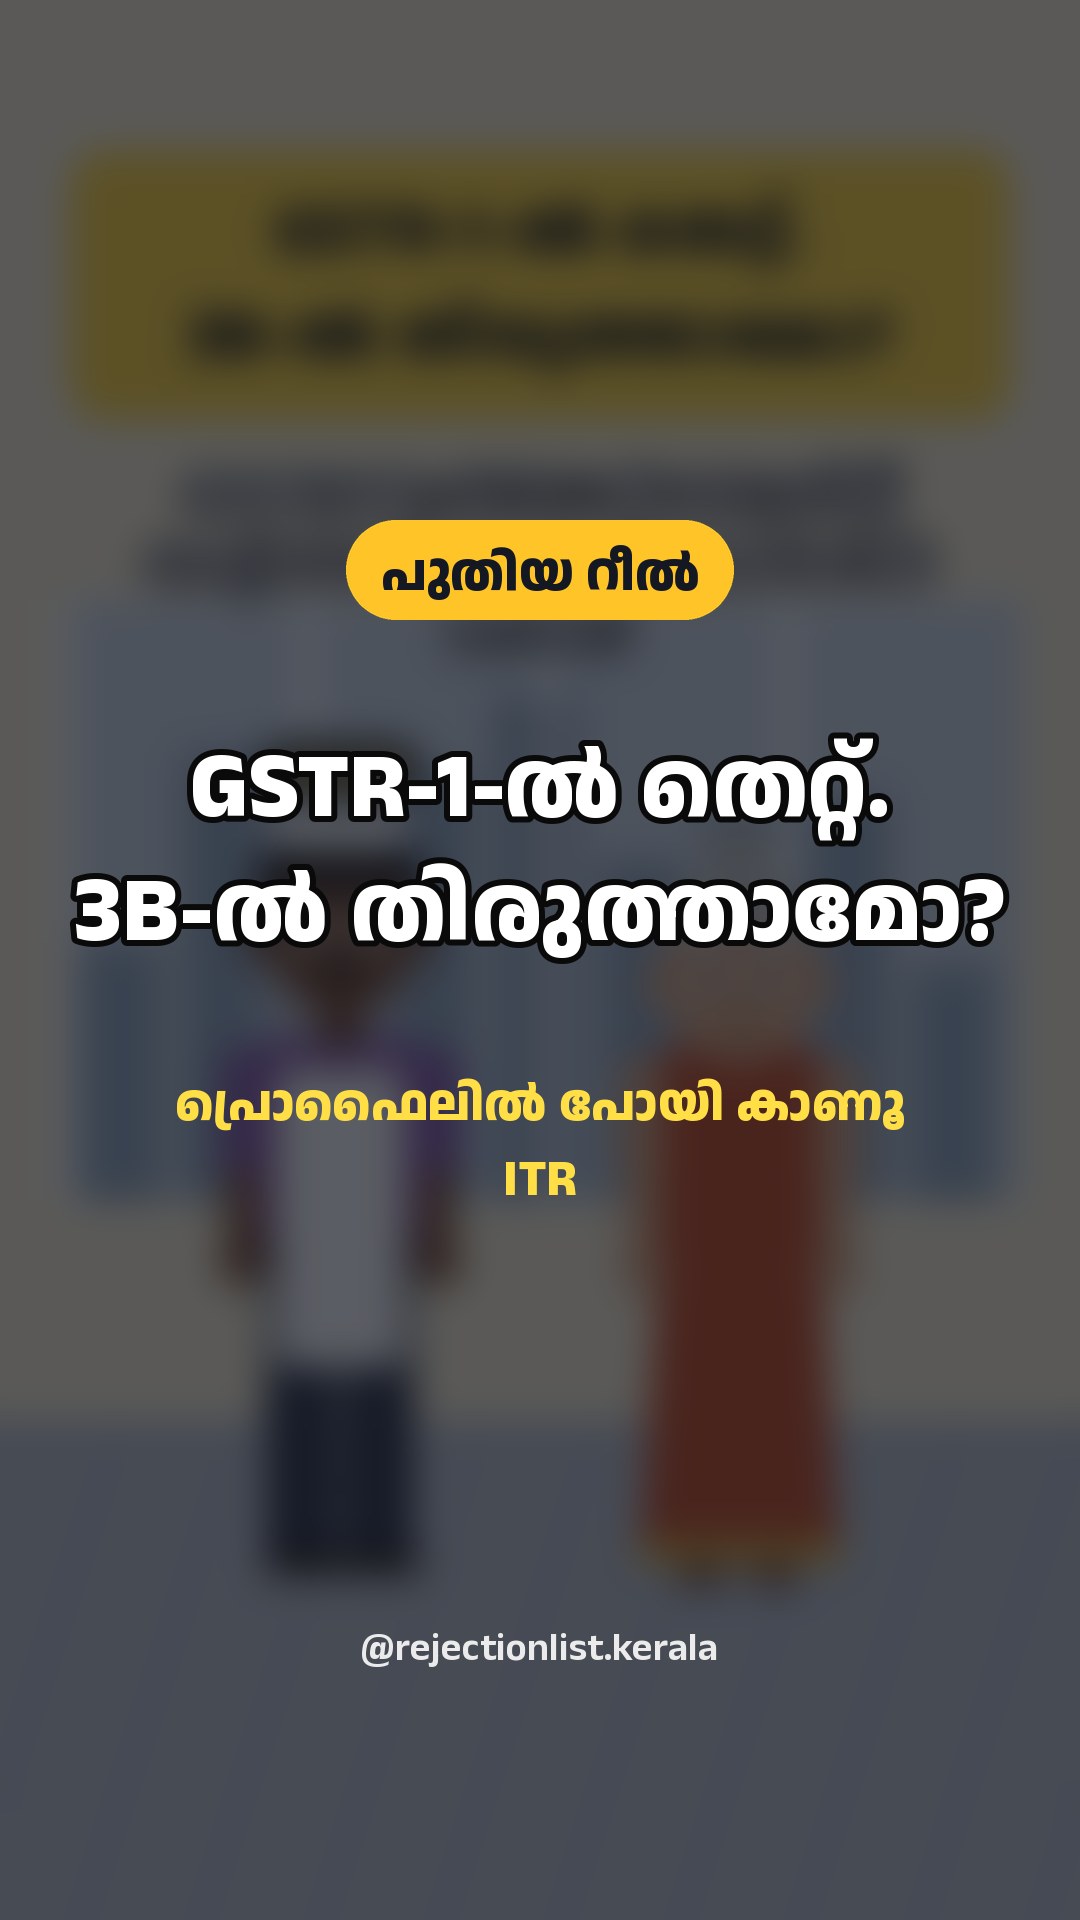 പുതിയ റീൽ
GSTR-1-ൽ തെറ്റ്.
3B-ൽ തിരുത്താമോ?
പ്രൊഫൈലിൽ പോയി കാണൂ
ITR
@rejectionlist.kerala